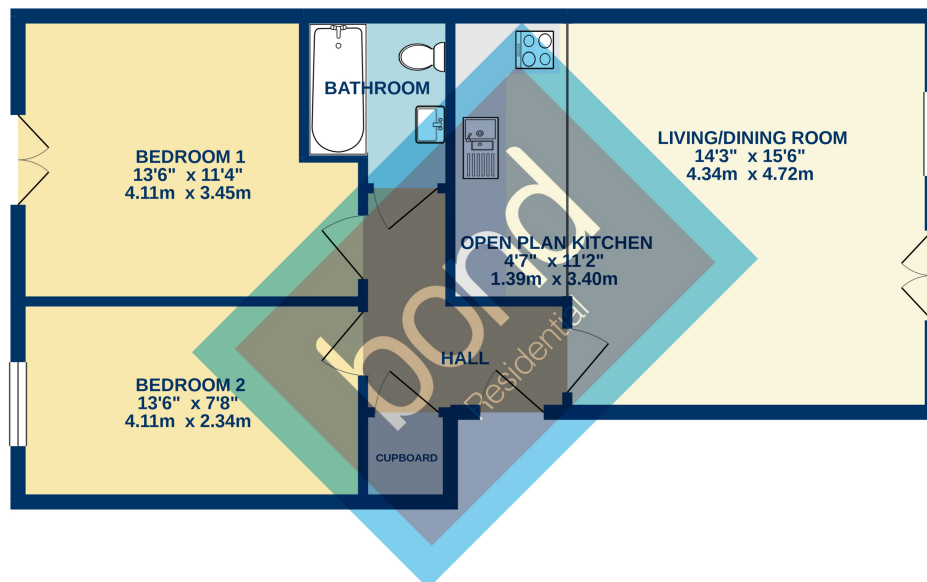 BATHROOM
BEDROOM 1
13'6" x 11'4"
4.11m x 3.45m
LIVING/DINING ROOM
14'3" x 15'6"
4.34m x 4.72m
OPEN PLAN KITCHEN
4'7" x 11'2"
1.39m x 3.40m
HALL
BEDROOM 2
13'6" x 7'8"
4.11m x 2.34m
CUPBOARD
bond
Residential